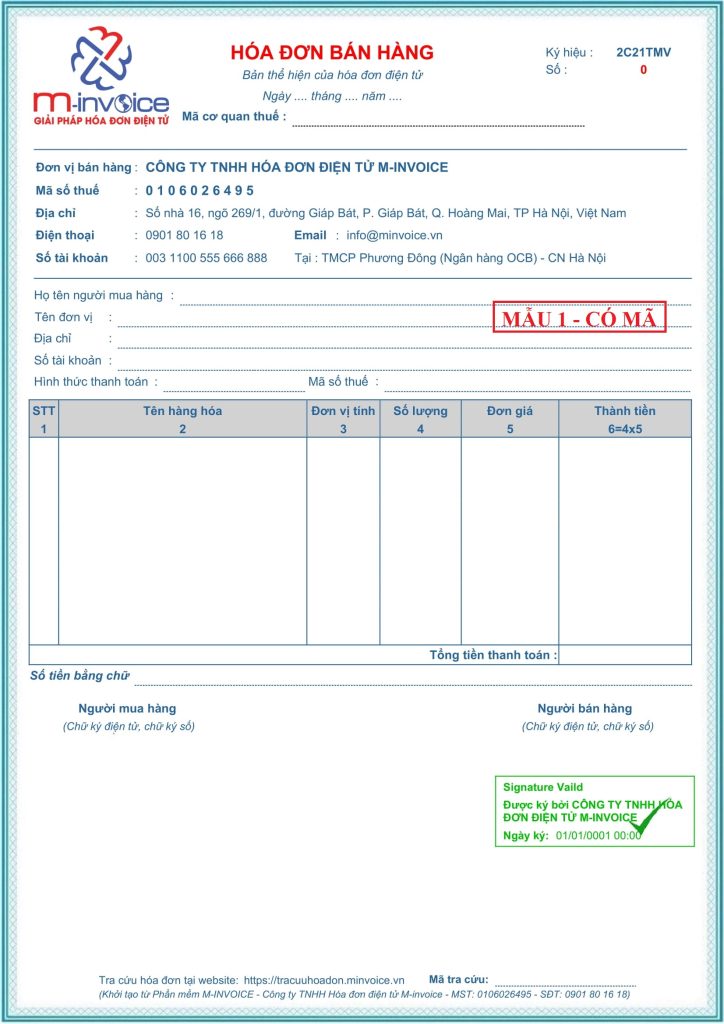 m-invoice
GIẢI PHÁP HÓA ĐƠN ĐIỆN TỬ
HÓA ĐƠN BÁN HÀNG
Bản thể hiện của hóa đơn điện tử
Ngày .... tháng .... năm ....
Mã cơ quan thuế :
Ký hiệu : 2C21TMV
Số : 0
Đơn vị bán hàng : CÔNG TY TNHH HÓA ĐƠN ĐIỆN TỬ M-INVOICE
Mã số thuế : 0 1 0 6 0 2 6 4 9 5
Địa chỉ : Số nhà 16, ngõ 269/1, đường Giáp Bát, P. Giáp Bát, Q. Hoàng Mai, TP Hà Nội, Việt Nam
Điện thoại : 0901 80 16 18 Email : info@minvoice.vn
Số tài khoản : 003 1100 555 666 888 Tại : TMCP Phương Đông (Ngân hàng OCB) - CN Hà Nội
Họ tên người mua hàng :
Tên đơn vị :
MẪU 1 - CÓ MÃ
Địa chỉ :
Số tài khoản :
Hình thức thanh toán : Mã số thuế :
STT Tên hàng hóa Đơn vị tính Số lượng Đơn giá Thành tiền
1 2 3 4 5 6=4x5
Tổng tiền thanh toán :
Số tiền bằng chữ
Người mua hàng Người bán hàng
(Chữ ký điện tử, chữ ký số) (Chữ ký điện tử, chữ ký số)
Signature Vaild
Được ký bởi CÔNG TY TNHH HÓA
ĐƠN ĐIỆN TỬ M-INVOICE
Ngày ký: 01/01/0001 00:00
Tra cứu hóa đơn tại website: https://tracuuhoadon.minvoice.vn Mã tra cứu:
(Khởi tạo từ Phần mềm M-INVOICE - Công ty TNHH Hóa đơn điện tử M-invoice - MST: 0106026495 - SĐT: 0901 80 16 18)